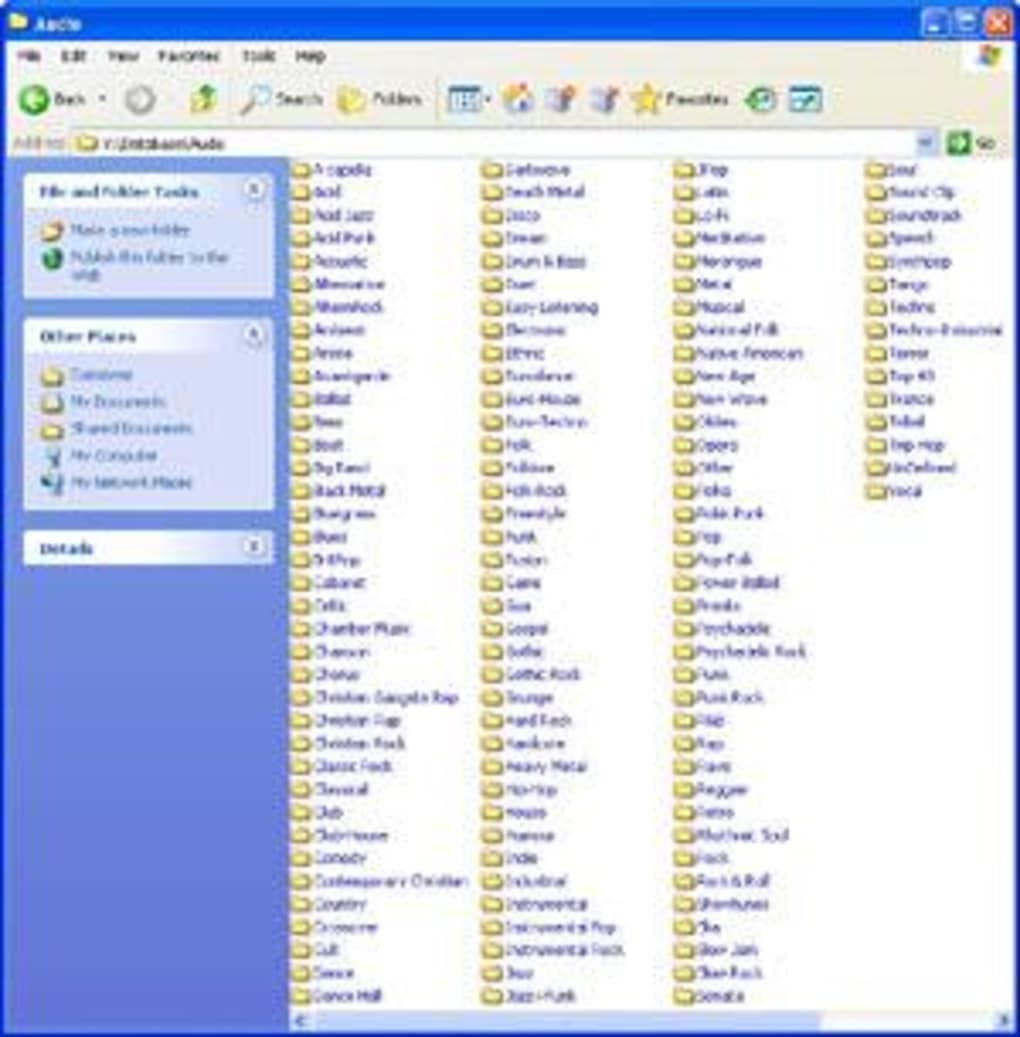 Audio
File Edit View Favorites Tools Help
Back Search Folders Favorites
Address Y:\Database\Audio Go
File and Folder Tasks
Make a new folder
Publish this folder to the
web
Other Places
Database
My Documents
Shared Documents
My Computer
My Network Places
Details
A capella
Acid
Acid Jazz
Acid Punk
Acoustic
Alternative
AlternRock
Ambient
Anime
Avantgarde
Ballad
Bass
Beat
Big Band
Black Metal
Bluegrass
Blues
BritPop
Cabaret
Celtic
Chamber Music
Chanson
Chorus
Christian Gangsta Rap
Christian Rap
Christian Rock
Classic Rock
Classical
Club
Club-House
Comedy
Contemporary Christian
Country
Crossover
Cult
Dance
Dance Hall
Darkwave
Death Metal
Disco
Dream
Drum & Bass
Duet
Easy Listening
Electronic
Ethnic
Eurodance
Euro-House
Euro-Techno
Folk
Folklore
Folk-Rock
Freestyle
Funk
Fusion
Game
Goa
Gospel
Gothic
Gothic Rock
Grunge
Hard Rock
Hardcore
Heavy Metal
Hip-Hop
House
Humour
Indie
Industrial
Instrumental
Instrumental Pop
Instrumental Rock
Jazz
Jazz+Funk
JPop
Latin
Lo-Fi
Meditative
Merengue
Metal
Musical
National Folk
Native American
New Age
New Wave
Oldies
Opera
Other
Polka
Polsk Punk
Pop
Pop-Folk
Power Ballad
Pranks
Psychadelic
Psychedelic Rock
Punk
Punk Rock
R&B
Rap
Rave
Reggae
Retro
Rhythmic Soul
Rock
Rock & Roll
Showtunes
Ska
Slow Jam
Slow Rock
Sonata
Soul
Sound Clip
Soundtrack
Speech
Synthpop
Tango
Techno
Techno-Industrial
Terror
Top 40
Trance
Tribal
Trip Hop
UnDefined
Vocal